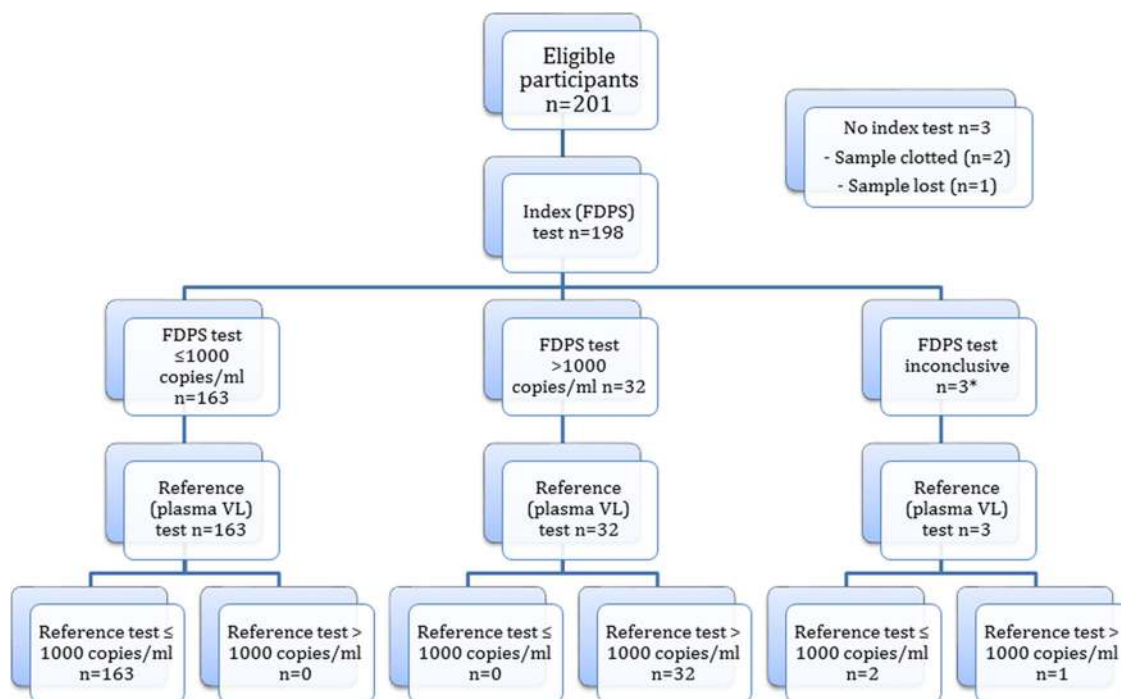 Eligible
participants
n=201
No index test n=3
- Sample clotted (n=2)
- Sample lost (n=1)
Index (FDPS)
test n=198
FDPS test
≤1000
copies/ml
n=163
FDPS test
>1000
copies/ml n=32
FDPS test
inconclusive
n=3*
Reference
(plasma VL)
test n=163
Reference
(plasma VL)
test n=32
Reference
(plasma VL)
test n=3
Reference test ≤
1000 copies/ml
n=163
Reference test >
1000 copies/ml
n=0
Reference test ≤
1000 copies/ml
n=0
Reference test >
1000 copies/ml
n=32
Reference test ≤
1000 copies/ml
n=2
Reference test >
1000 copies/ml
n=1